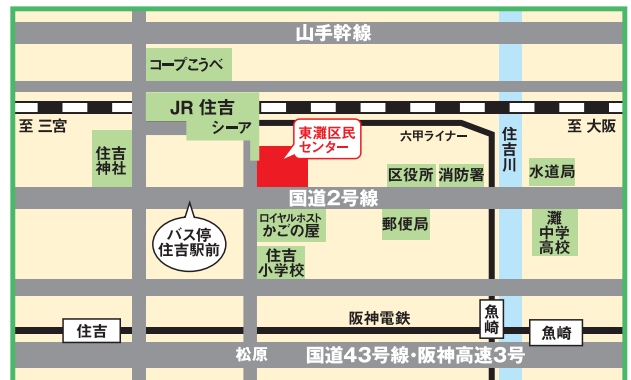 山手幹線
コープこうべ
JR 住吉
シーア
至 三宮
東灘区民
センター
六甲ライナー
住吉川
至 大阪
住吉
神社
区役所
消防署
水道局
国道2号線
バス停
住吉駅前
ロイヤルホスト
かごの屋
郵便局
灘
中学
高校
住吉
小学校
阪神電鉄
住吉
魚崎
魚崎
松原
国道43号線・阪神高速3号